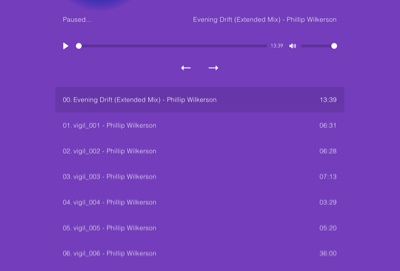 Paused...
Evening Drift (Extended Mix) - Phillip Wilkerson
13:39
00. Evening Drift (Extended Mix) - Phillip Wilkerson 13:39
01. vigil_001 - Phillip Wilkerson 06:31
02. vigil_002 - Phillip Wilkerson 06:28
03. vigil_003 - Phillip Wilkerson 07:13
04. vigil_004 - Phillip Wilkerson 03:29
05. vigil_005 - Phillip Wilkerson 05:20
06. vigil_006 - Phillip Wilkerson 36:00